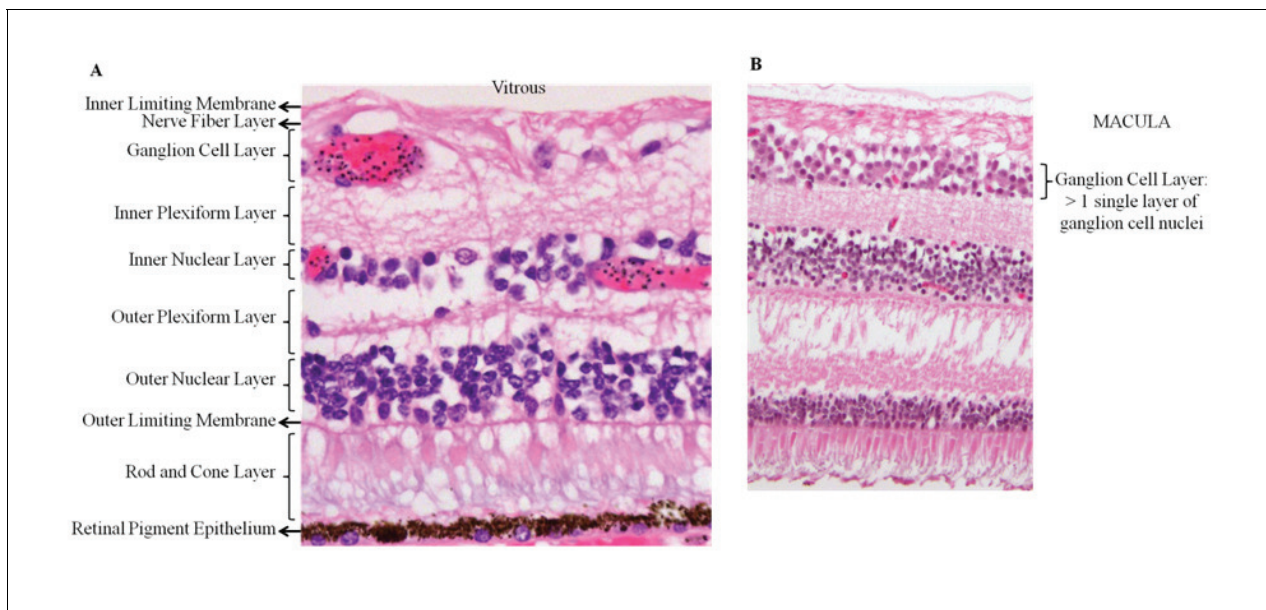 A
Vitrous
Inner Limiting Membrane
Nerve Fiber Layer
Ganglion Cell Layer
Inner Plexiform Layer
Inner Nuclear Layer
Outer Plexiform Layer
Outer Nuclear Layer
Outer Limiting Membrane
Rod and Cone Layer
Retinal Pigment Epithelium
B
MACULA
Ganglion Cell Layer:
> 1 single layer of
ganglion cell nuclei